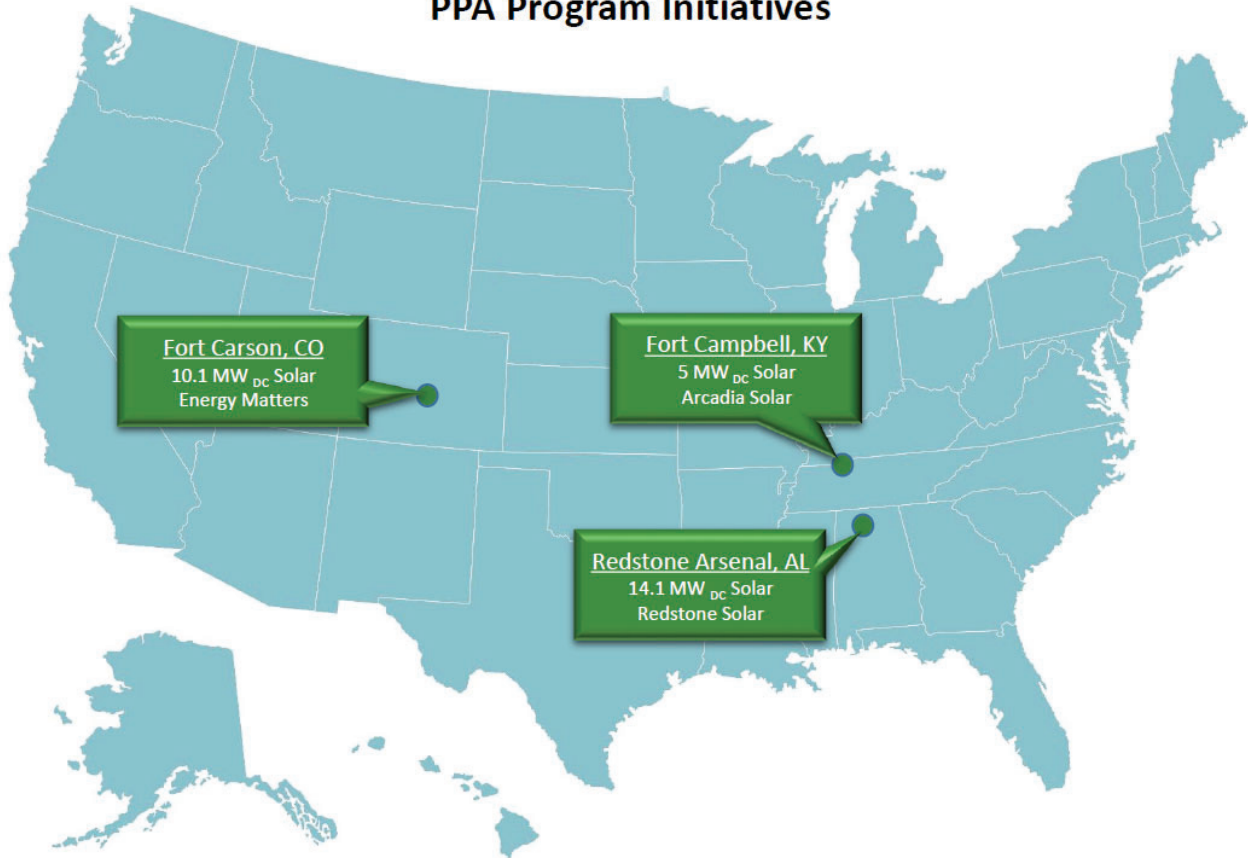 PPA Program Initiatives
Fort Carson, CO
10.1 MW DC Solar
Energy Matters
Fort Campbell, KY
5 MW DC Solar
Arcadia Solar
Redstone Arsenal, AL
14.1 MW DC Solar
Redstone Solar